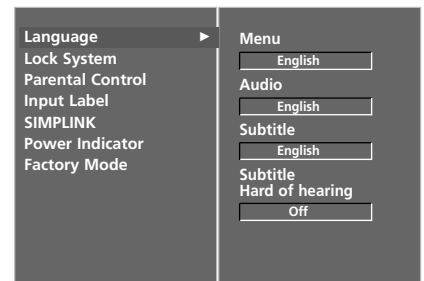 Language ►
Lock System
Parental Control
Input Label
SIMPLINK
Power Indicator
Factory Mode
Menu
English
Audio
English
Subtitle
English
Subtitle
Hard of hearing
Off